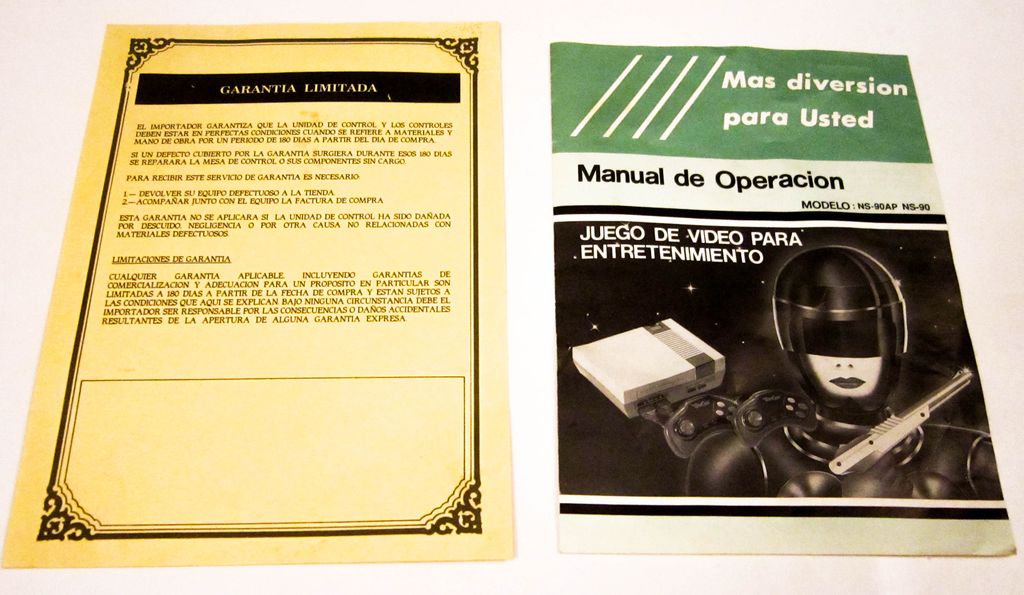 GARANTIA LIMITADA
EL IMPORTADOR GARANTIZA QUE LA UNIDAD DE CONTROL Y LOS CONTROLES
DEBEN ESTAR EN PERFECTAS CONDICIONES CUANDO SE REFIERE A MATERIALES Y
MANO DE OBRA POR UN PERIODO DE 180 DIAS A PARTIR DEL DIA DE COMPRA.
SI UN DEFECTO CUBIERTO POR LA GARANTIA SURGIERA DURANTE ESOS 180 DIAS
SE REPARARA LA MESA DE CONTROL O SUS COMPONENTES SIN CARGO.
PARA RECIBIR ESTE SERVICIO DE GARANTIA ES NECESARIO:
1.— DEVOLVER SU EQUIPO DEFECTUOSO A LA TIENDA.
2.— ACOMPAÑAR JUNTO CON EL EQUIPO LA FACTURA DE COMPRA
ESTA GARANTIA NO SE APLICARA SI LA UNIDAD DE CONTROL HA SIDO DAÑADA
POR DESCUIDO, NEGLIGENCIA O POR OTRA CAUSA NO RELACIONADAS CON
MATERIALES DEFECTUOSOS.
LIMITACIONES DE GARANTIA
CUALQUIER GARANTIA APLICABLE, INCLUYENDO GARANTIAS DE
COMERCIALIZACION Y ADECUACION PARA UN PROPOSITO EN PARTICULAR SON
LIMITADAS A 180 DIAS A PARTIR DE LA FECHA DE COMPRA Y ESTAN SUJETOS A
LAS CONDICIONES QUE AQUI SE EXPLICAN. BAJO NINGUNA CIRCUNSTANCIA DEBE EL
IMPORTADOR SER RESPONSABLE POR LAS CONSECUENCIAS O DAÑOS ACCIDENTALES
RESULTANTES DE LA APERTURA DE ALGUNA GARANTIA EXPRESA.
Mas diversion
para Usted
Manual de Operacion
MODELO : NS-90AP NS-90
JUEGO DE VIDEO PARA
ENTRETENIMIENTO